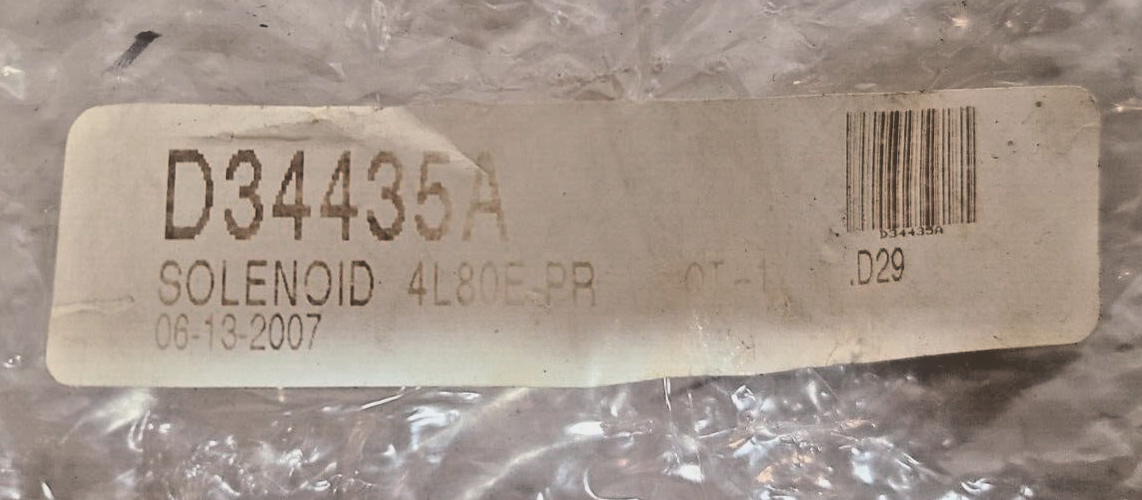 D34435A
D34435A
SOLENOID 4L80E-PR
.D29
06-13-2007